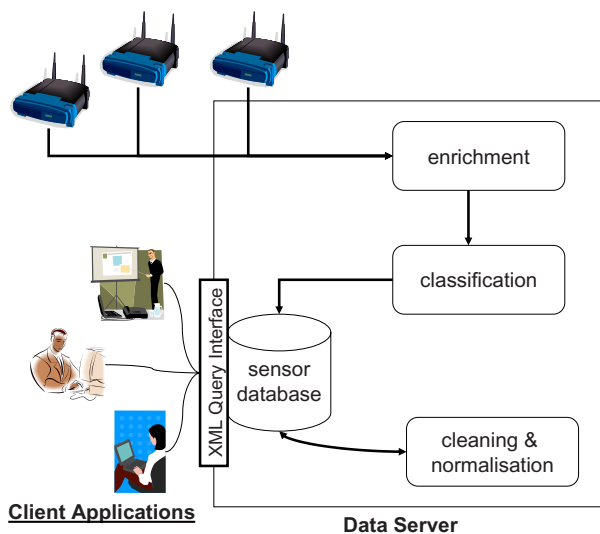 enrichment
classification
XML Query Interface
sensor
database
cleaning &
normalisation
Client Applications
Data Server